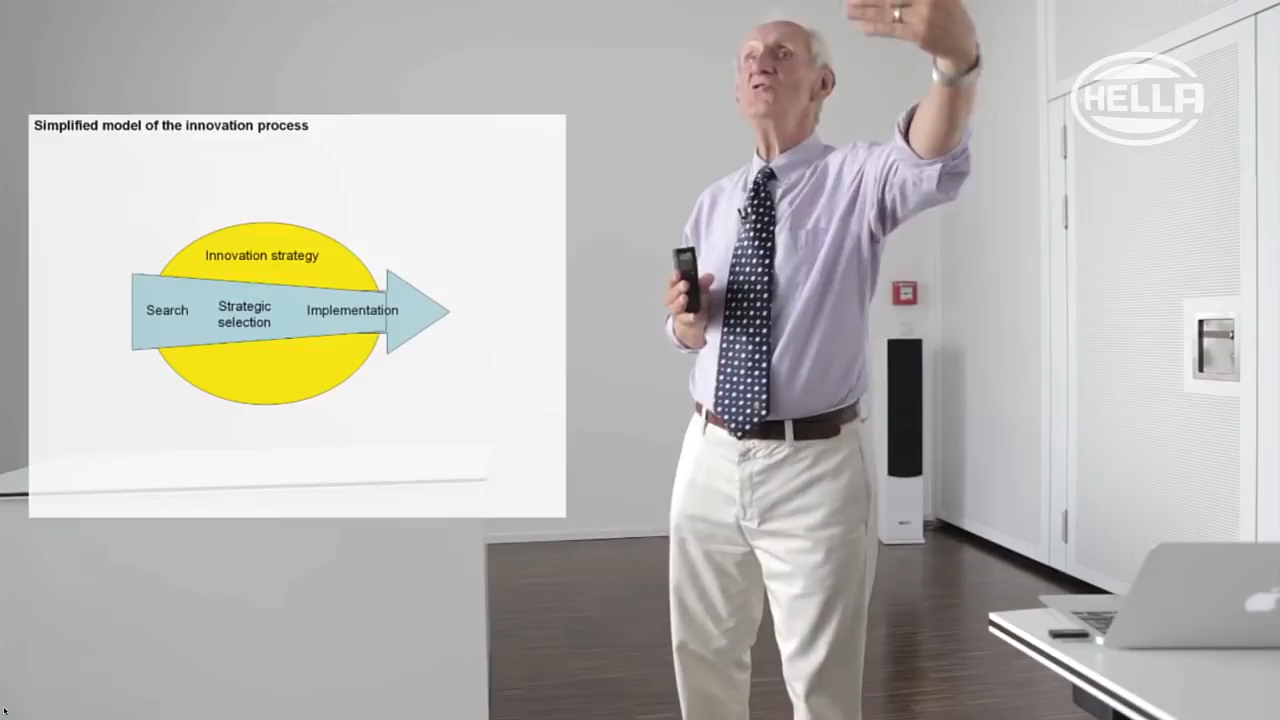 Simplified model of the innovation process
Innovation strategy
Search
Strategic
selection
Implementation
HELLA